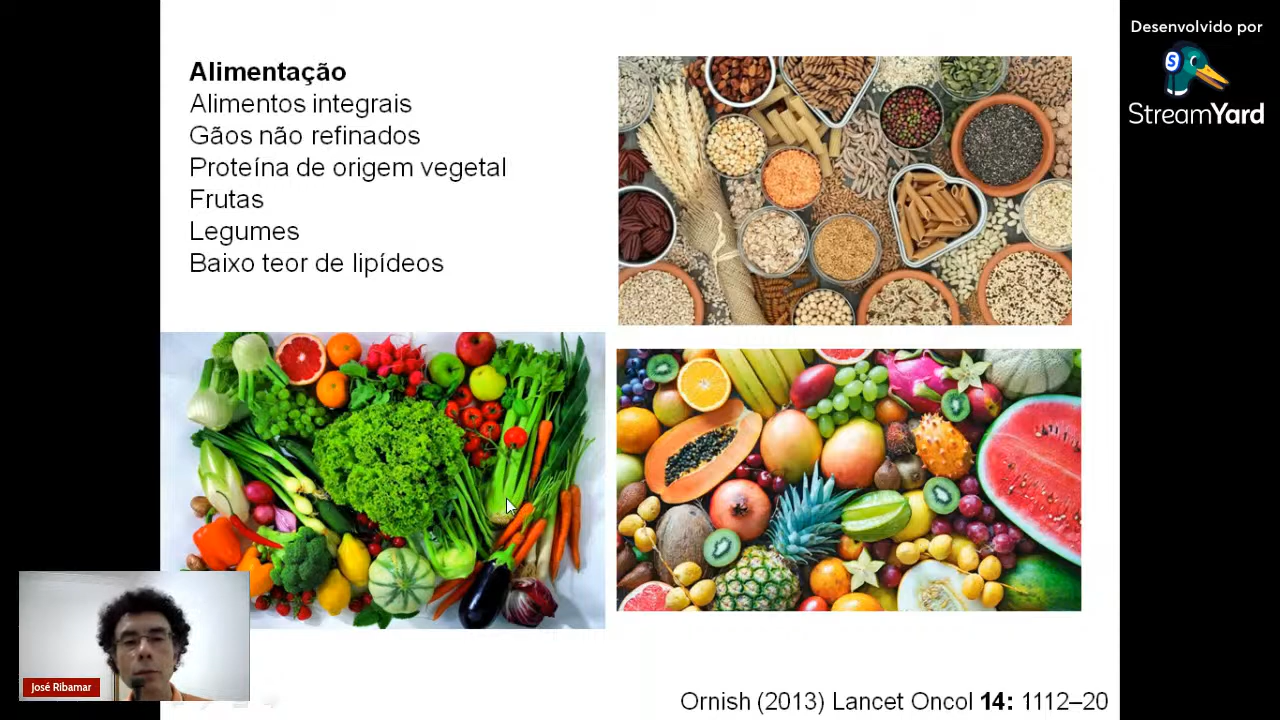 Alimentação
Alimentos integrais
Gãos não refinados
Proteína de origem vegetal
Frutas
Legumes
Baixo teor de lipídeos
Desenvolvido por
S
StreamYard
José Ribamar
Ornish (2013) Lancet Oncol 14: 1112–20